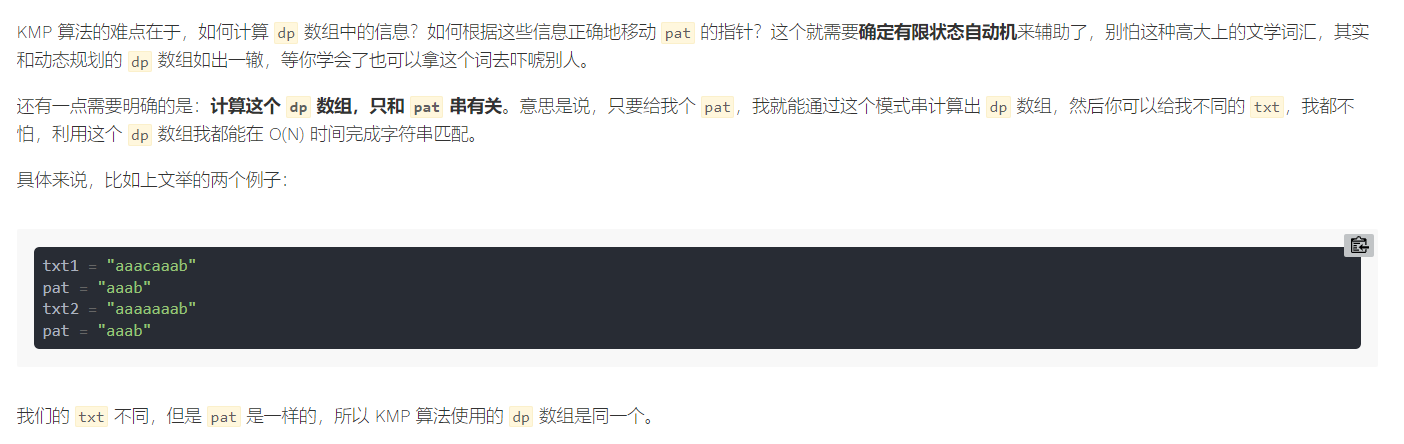 KMP 算法的难点在于，如何计算 dp 数组中的信息？如何根据这些信息正确地移动 pat 的指针？这个就需要确定有限状态自动机来辅助了，别怕这种高大上的文学词汇，其实
和动态规划的 dp 数组如出一辙，等你学会了也可以拿这个词去吓唬别人。
还有一点需要明确的是：计算这个 dp 数组，只和 pat 串有关。意思是说，只要给我个 pat，我就能通过这个模式串计算出 dp 数组，然后你可以给我不同的 txt，我都不
怕，利用这个 dp 数组我都能在 O(N) 时间完成字符串匹配。
具体来说，比如上文举的两个例子：
txt1 = "aaacaaab"
pat = "aaab"
txt2 = "aaaaaaab"
pat = "aaab"
我们的 txt 不同，但是 pat 是一样的，所以 KMP 算法使用的 dp 数组是同一个。